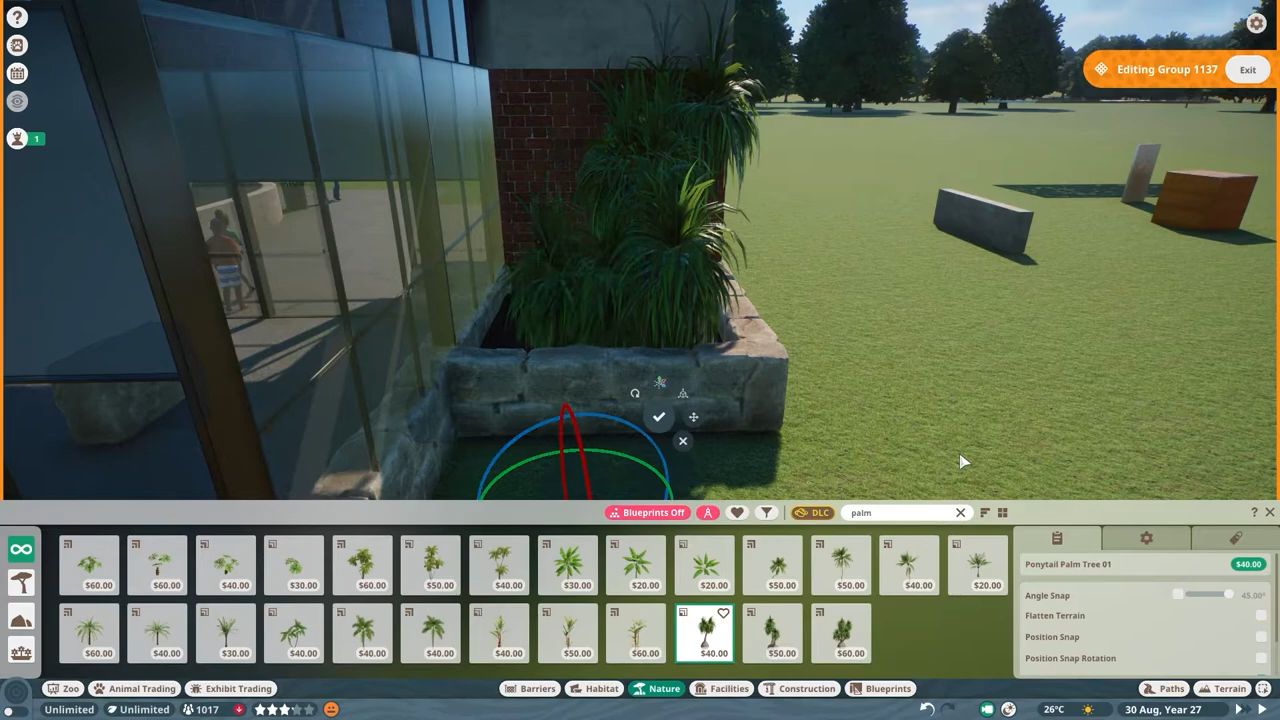 Editing Group 1137
Exit
1
Blueprints Off
DLC
palm
?
$60.00
$60.00
$40.00
$30.00
$60.00
$50.00
$40.00
$30.00
$20.00
$20.00
$50.00
$50.00
$40.00
$20.00
$60.00
$40.00
$30.00
$40.00
$40.00
$40.00
$40.00
$50.00
$60.00
$40.00
$50.00
$60.00
Ponytail Palm Tree 01
$40.00
Angle Snap
45.00°
Flatten Terrain
Position Snap
Position Snap Rotation
Zoo
Animal Trading
Exhibit Trading
Barriers
Habitat
Nature
Facilities
Construction
Blueprints
Paths
Terrain
Unlimited
Unlimited
1017
26°C
30 Aug, Year 27